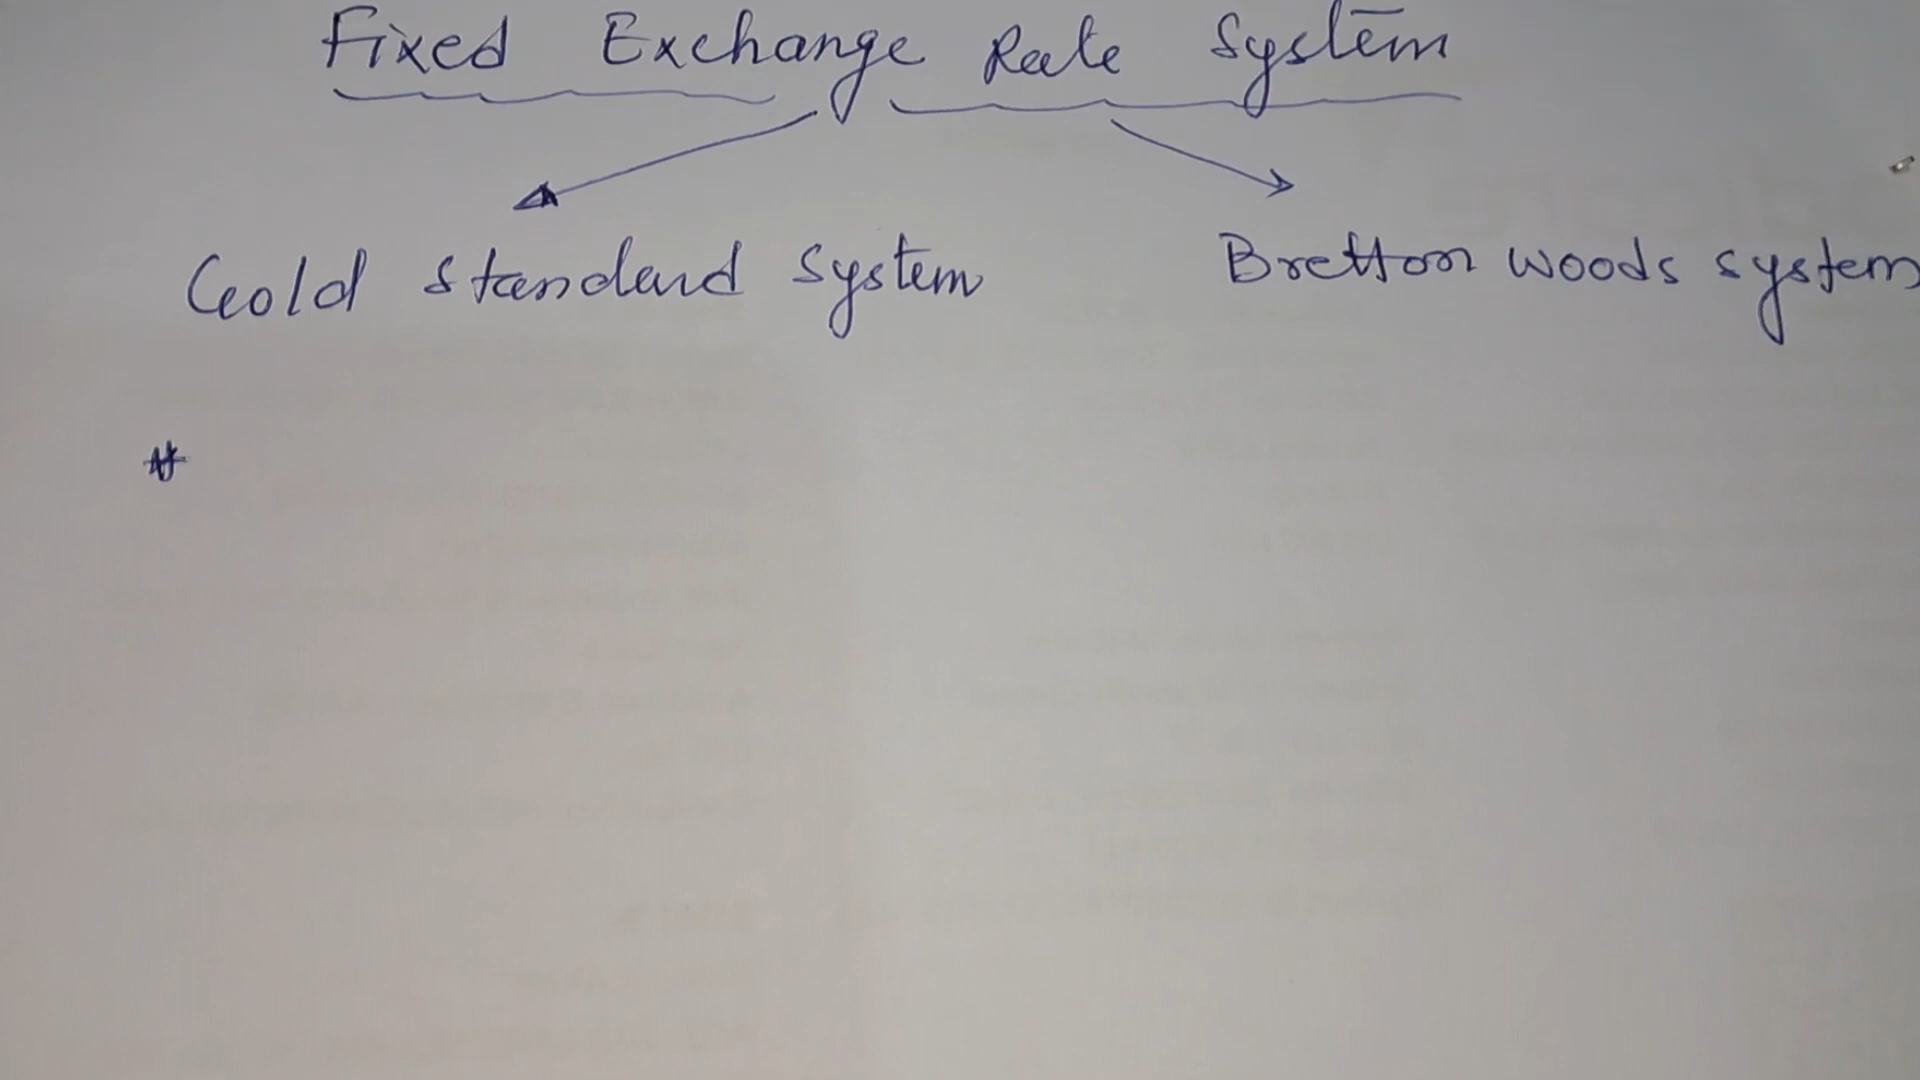 Fixed Exchange Rate System
Gold standard system Bretton woods system
*